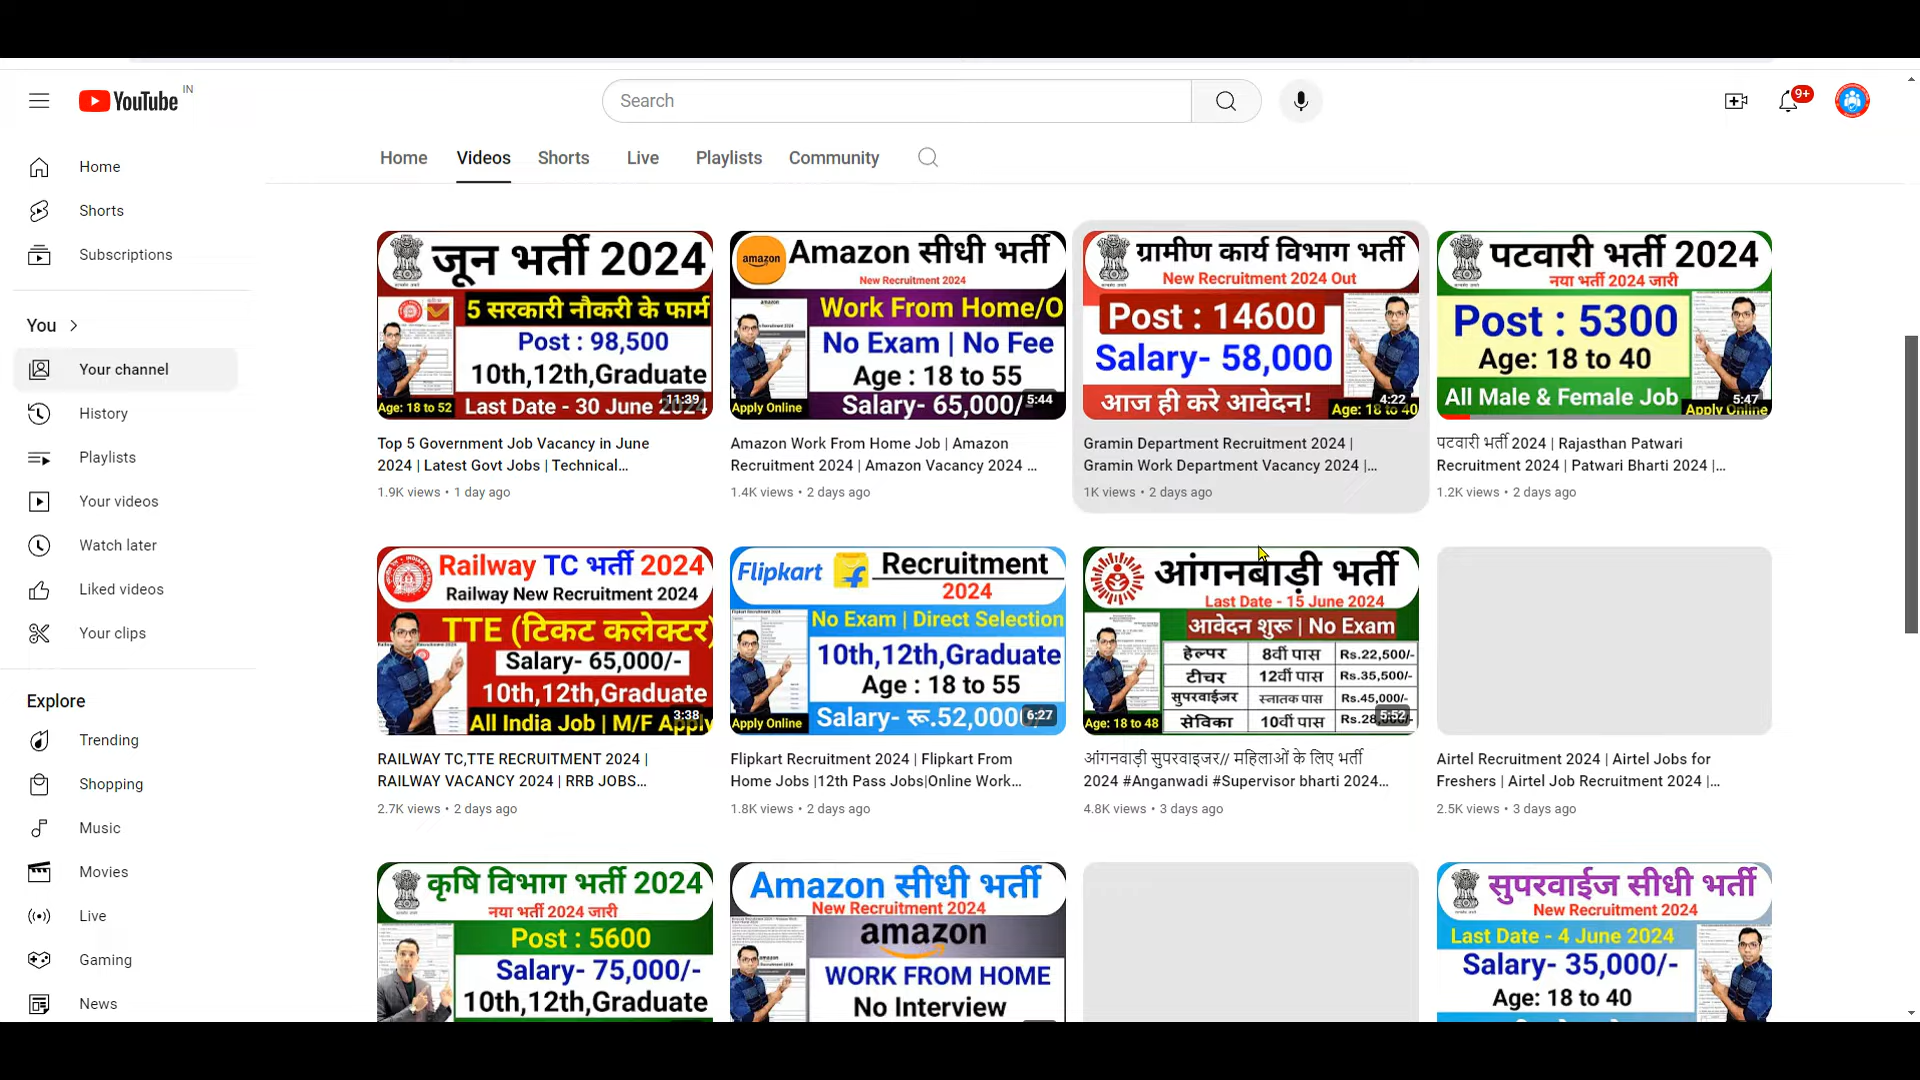 YouTube IN
Search
9+
Home
Shorts
Subscriptions
You
Your channel
History
Playlists
Your videos
Watch later
Liked videos
Your clips
Explore
Trending
Shopping
Music
Movies
Live
Gaming
News
Home Videos Shorts Live Playlists Community
जून भर्ती 2024
5 सरकारी नौकरी के फार्म
Post : 98,500
10th,12th,Graduate
Age: 18 to 52 Last Date - 30 June 2024
11:39
Top 5 Government Job Vacancy in June
2024 | Latest Govt Jobs | Technical...
1.9K views • 1 day ago
amazon
Amazon सीधी भर्ती
New Recruitment 2024
Work From Home/O
No Exam | No Fee
Age : 18 to 55
Apply Online Salary- 65,000/-
5:44
Amazon Work From Home Job | Amazon
Recruitment 2024 | Amazon Vacancy 2024 ...
1.4K views • 2 days ago
ग्रामीण कार्य विभाग भर्ती
New Recruitment 2024 Out
Post : 14600
Salary- 58,000
आज ही करे आवेदन! Age: 18 to 40
4:22
Gramin Department Recruitment 2024 |
Gramin Work Department Vacancy 2024 |...
1K views • 2 days ago
पटवारी भर्ती 2024
नया भर्ती 2024 जारी
Post : 5300
Age: 18 to 40
All Male & Female Job
Apply Online
5:47
पटवारी भर्ती 2024 | Rajasthan Patwari
Recruitment 2024 | Patwari Bharti 2024 |...
1.2K views • 2 days ago
Railway TC भर्ती 2024
Railway New Recruitment 2024
TTE (टिकट कलेक्टर)
Salary- 65,000/-
10th,12th,Graduate
All India Job | M/F Apply
3:38
RAILWAY TC,TTE RECRUITMENT 2024 |
RAILWAY VACANCY 2024 | RRB JOBS...
2.7K views • 2 days ago
Flipkart Recruitment
2024
No Exam | Direct Selection
10th,12th,Graduate
Age : 18 to 55
Apply Online Salary- रू.52,000
6:27
Flipkart Recruitment 2024 | Flipkart From
Home Jobs |12th Pass Jobs|Online Work...
1.8K views • 2 days ago
आंगनबाड़ी भर्ती
Last Date - 15 June 2024
आवेदन शुरू | No Exam
हेल्पर 8वीं पास Rs.22,500/-
टीचर 12वीं पास Rs.35,500/-
सुपरवाईजर स्नातक पास Rs.45,000/-
सेविका 10वीं पास
Age: 18 to 48
5:52
आंगनवाड़ी सुपरवाइजर// महिलाओं के लिए भर्ती
2024 #Anganwadi #Supervisor bharti 2024...
4.8K views • 3 days ago
Airtel Recruitment 2024 | Airtel Jobs for
Freshers | Airtel Job Recruitment 2024 |...
2.5K views • 3 days ago
कृषि विभाग भर्ती 2024
नया भर्ती 2024 जारी
Post : 5600
Salary- 75,000/-
10th,12th,Graduate
Amazon सीधी भर्ती
New Recruitment 2024
amazon
WORK FROM HOME
No Interview
सुपरवाईज सीधी भर्ती
New Recruitment 2024
Last Date - 4 June 2024
Salary- 35,000/-
Age: 18 to 40